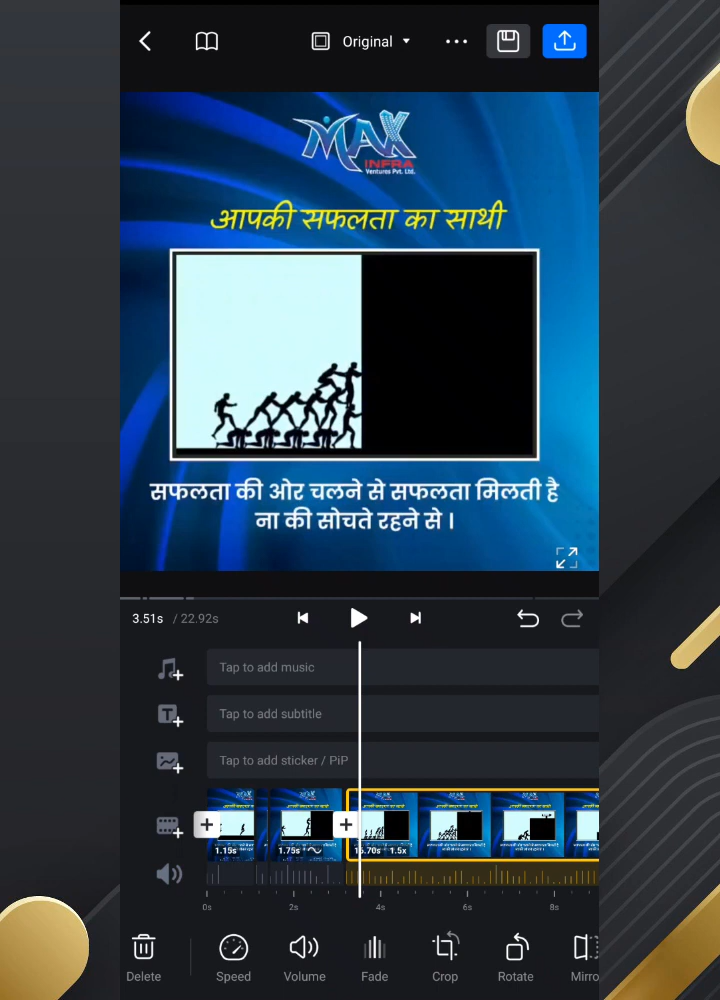 Original
MAX
INFRA
Ventures Pvt. Ltd.
आपकी सफलता का साथी
सफलता की ओर चलने से सफलता मिलती है
ना की सोचते रहने से ।
3.51s / 22.92s
Tap to add music
Tap to add subtitle
Tap to add sticker / PiP
1.15s 1.75s 15.70s 1.5x
0s 2s 4s 6s 8s
Delete Speed Volume Fade Crop Rotate Mirro